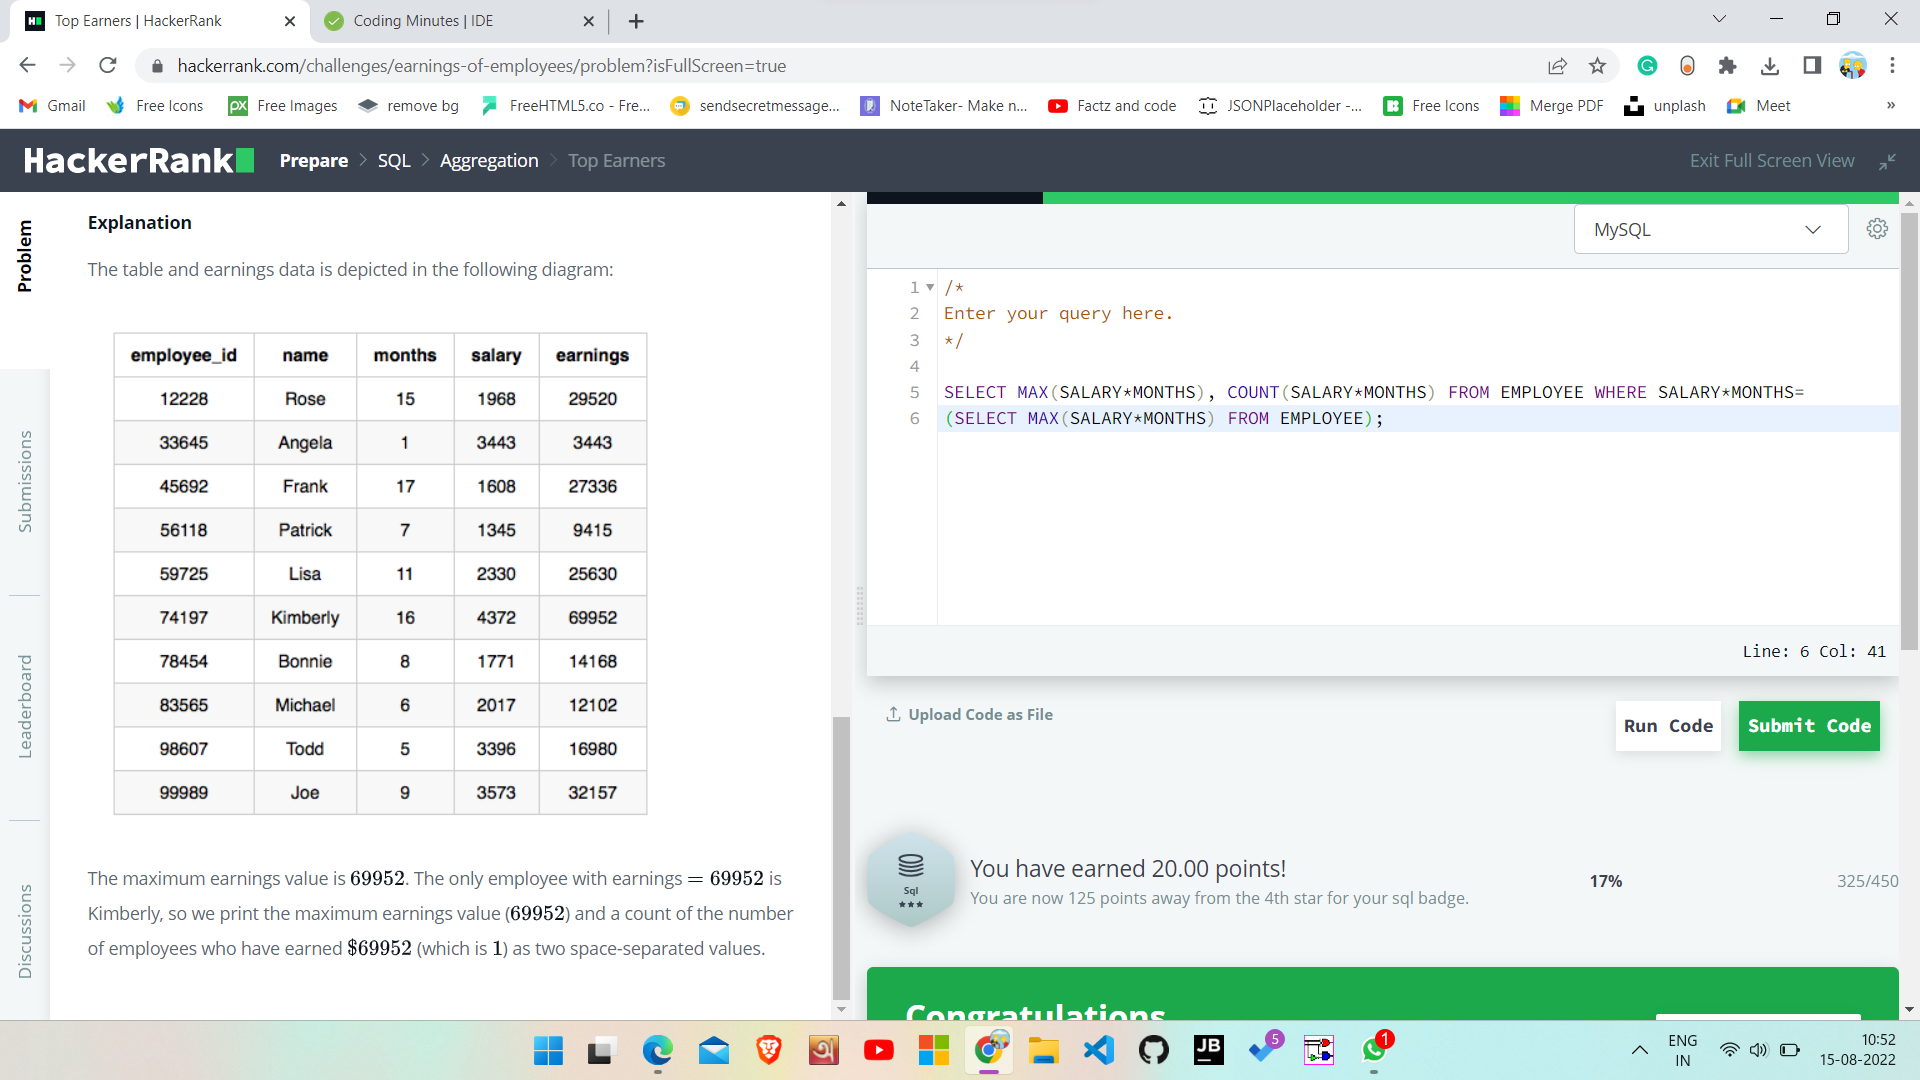 Top Earners | HackerRank
Coding Minutes | IDE
hackerrank.com/challenges/earnings-of-employees/problem?isFullScreen=true
Gmail
Free Icons
Free Images
remove bg
FreeHTML5.co - Fre...
sendsecretmessage...
NoteTaker- Make n...
Factz and code
JSONPlaceholder -...
Free Icons
Merge PDF
unplash
Meet
»
HackerRank
Prepare > SQL > Aggregation > Top Earners
Exit Full Screen View
Problem
Submissions
Leaderboard
Discussions
Explanation
The table and earnings data is depicted in the following diagram:
employee_id name months salary earnings
12228 Rose 15 1968 29520
33645 Angela 1 3443 3443
45692 Frank 17 1608 27336
56118 Patrick 7 1345 9415
59725 Lisa 11 2330 25630
74197 Kimberly 16 4372 69952
78454 Bonnie 8 1771 14168
83565 Michael 6 2017 12102
98607 Todd 5 3396 16980
99989 Joe 9 3573 32157
The maximum earnings value is 69952. The only employee with earnings = 69952 is
Kimberly, so we print the maximum earnings value (69952) and a count of the number
of employees who have earned $69952 (which is 1) as two space-separated values.
MySQL
1 /*
2 Enter your query here.
3 */
4
5 SELECT MAX(SALARY*MONTHS), COUNT(SALARY*MONTHS) FROM EMPLOYEE WHERE SALARY*MONTHS=
6 (SELECT MAX(SALARY*MONTHS) FROM EMPLOYEE);
Line: 6 Col: 41
Upload Code as File
Run Code
Submit Code
Sql
You have earned 20.00 points!
You are now 125 points away from the 4th star for your sql badge.
17%
325/450
Congratulations
JB
5
1
ENG
IN
10:52
15-08-2022